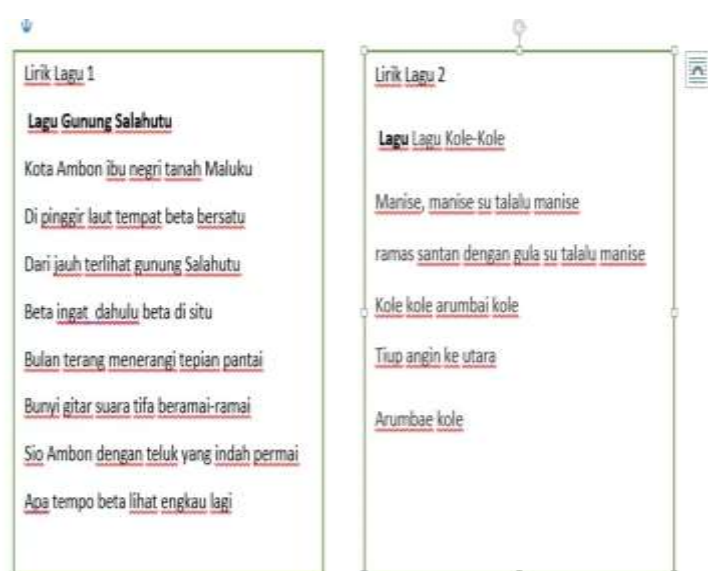 Lirik Lagu 1
Lagu Gunung Salahutu
Kota Ambon ibu negri tanah Maluku
Di pinggir laut tempat beta bersatu
Dari jauh terlihat gunung Salahutu
Beta ingat dahulu beta di situ
Bulan terang menerangi tepian pantai
Bunyi gitar suara tifa beramai-ramai
Sio Ambon dengan teluk yang indah permai
Apa tempo beta lihat engkau lagi
Lirik Lagu 2
Lagu Lagu Kole-Kole
Manise, manise su talalu manise
ramas santan dengan gula su talalu manise
Kole kole arumbai kole
Tiup angin ke utara
Arumbae kole